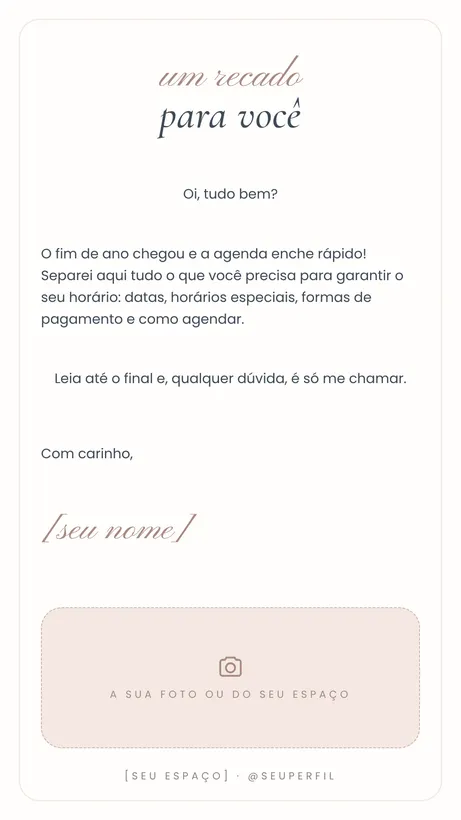 um recado
para você
Oi, tudo bem?
O fim de ano chegou e a agenda enche rápido!
Separei aqui tudo o que você precisa para garantir o
seu horário: datas, horários especiais, formas de
pagamento e como agendar.
Leia até o final e, qualquer dúvida, é só me chamar.
Com carinho,
[seu nome]
A SUA FOTO OU DO SEU ESPAÇO
[SEU ESPAÇO] · @SEUPERFIL